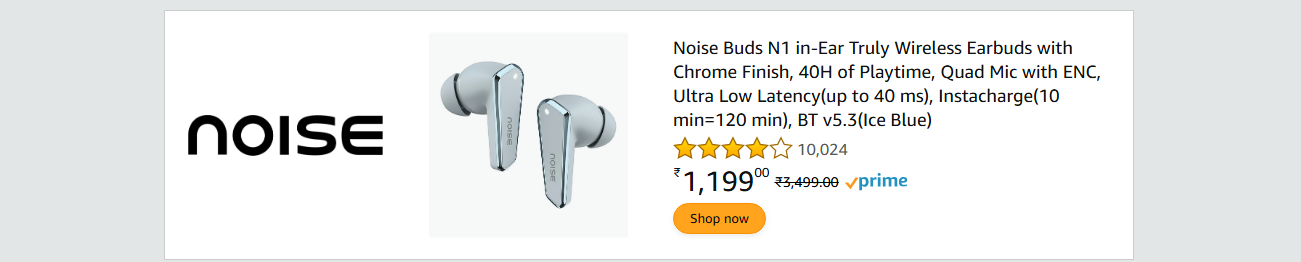 NOISE
NOISE
NOISE
Noise Buds N1 in-Ear Truly Wireless Earbuds with
Chrome Finish, 40H of Playtime, Quad Mic with ENC,
Ultra Low Latency(up to 40 ms), Instacharge(10
min=120 min), BT v5.3(Ice Blue)
10,024
₹1,19900 ₹3,499.00 prime
Shop now